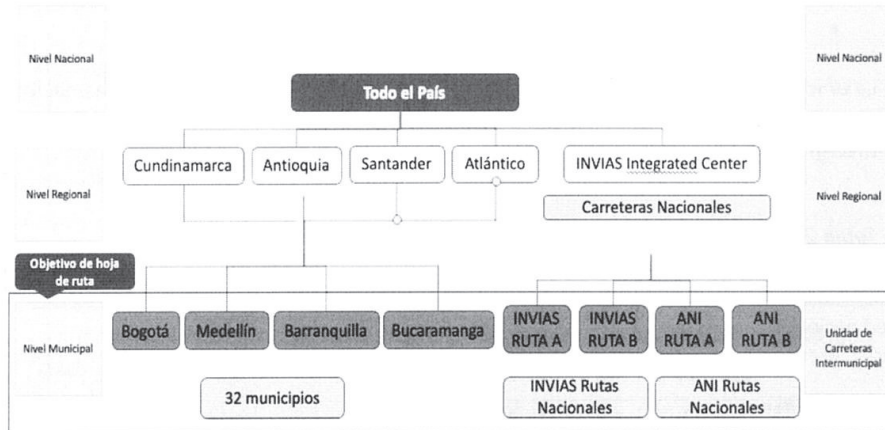 Nivel Nacional
Nivel Nacional
Todo el País
Cundinamarca
Antioquia
Santander
Atlántico
INVIAS Integrated Center
Nivel Regional
Carreteras Nacionales
Nivel Regional
Objetivo de hoja
de ruta
Nivel Municipal
Bogotá
Medellín
Barranquilla
Bucaramanga
INVIAS
RUTA A
INVIAS
RUTA B
ANI
RUTA A
ANI
RUTA B
Unidad de
Carreteras
Intermunicipal
32 municipios
INVIAS Rutas
Nacionales
ANI Rutas
Nacionales